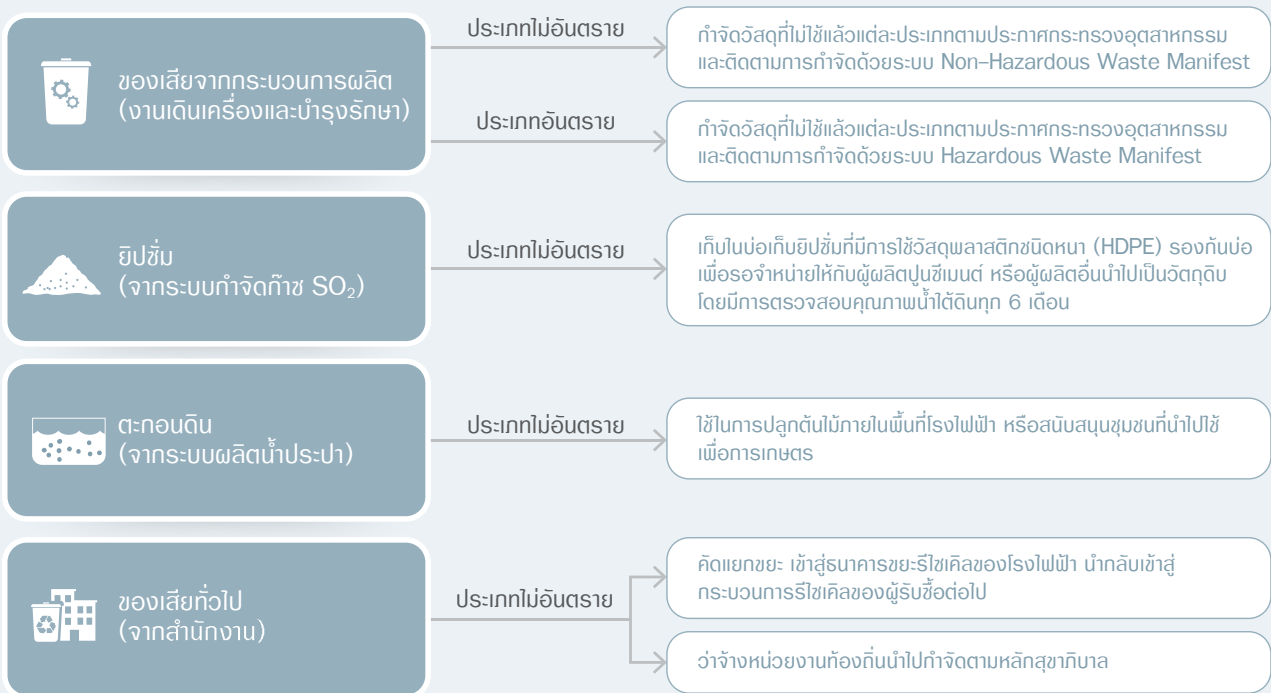 ของเสียจากกระบวนการผลิต
(งานเดินเครื่องและบำรุงรักษา)
ประเภทไม่อันตราย
กำจัดวัสดุที่ไม่ใช้แล้วแต่ละประเภทตามประกาศกระทรวงอุตสาหกรรม
และติดตามการกำจัดด้วยระบบ Non-Hazardous Waste Manifest
ประเภทอันตราย
กำจัดวัสดุที่ไม่ใช้แล้วแต่ละประเภทตามประกาศกระทรวงอุตสาหกรรม
และติดตามการกำจัดด้วยระบบ Hazardous Waste Manifest
ยิปซั่ม
(จากระบบกำจัดก๊าซ SO₂)
ประเภทไม่อันตราย
เก็บในบ่อเก็บยิปซั่มที่มีการใช้วัสดุพลาสติกชนิดหนา (HDPE) รองก้นบ่อ
เพื่อรอจำหน่ายให้กับผู้ผลิตปูนซีเมนต์ หรือผู้ผลิตอื่นนำไปเป็นวัตถุดิบ
โดยมีการตรวจสอบคุณภาพน้ำใต้ดินทุก 6 เดือน
ตะกอนดิน
(จากระบบผลิตน้ำประปา)
ประเภทไม่อันตราย
ใช้ในการปลูกต้นไม้ภายในพื้นที่โรงไฟฟ้า หรือสนับสนุนชุมชนที่นำไปใช้
เพื่อการเกษตร
ของเสียทั่วไป
(จากสำนักงาน)
ประเภทไม่อันตราย
คัดแยกขยะ เข้าสู่ธนาคารขยะรีไซเคิลของโรงไฟฟ้า นำกลับเข้าสู่
กระบวนการรีไซเคิลของผู้รับซื้อต่อไป
ว่าจ้างหน่วยงานท้องถิ่นนำไปกำจัดตามหลักสุขาภิบาล